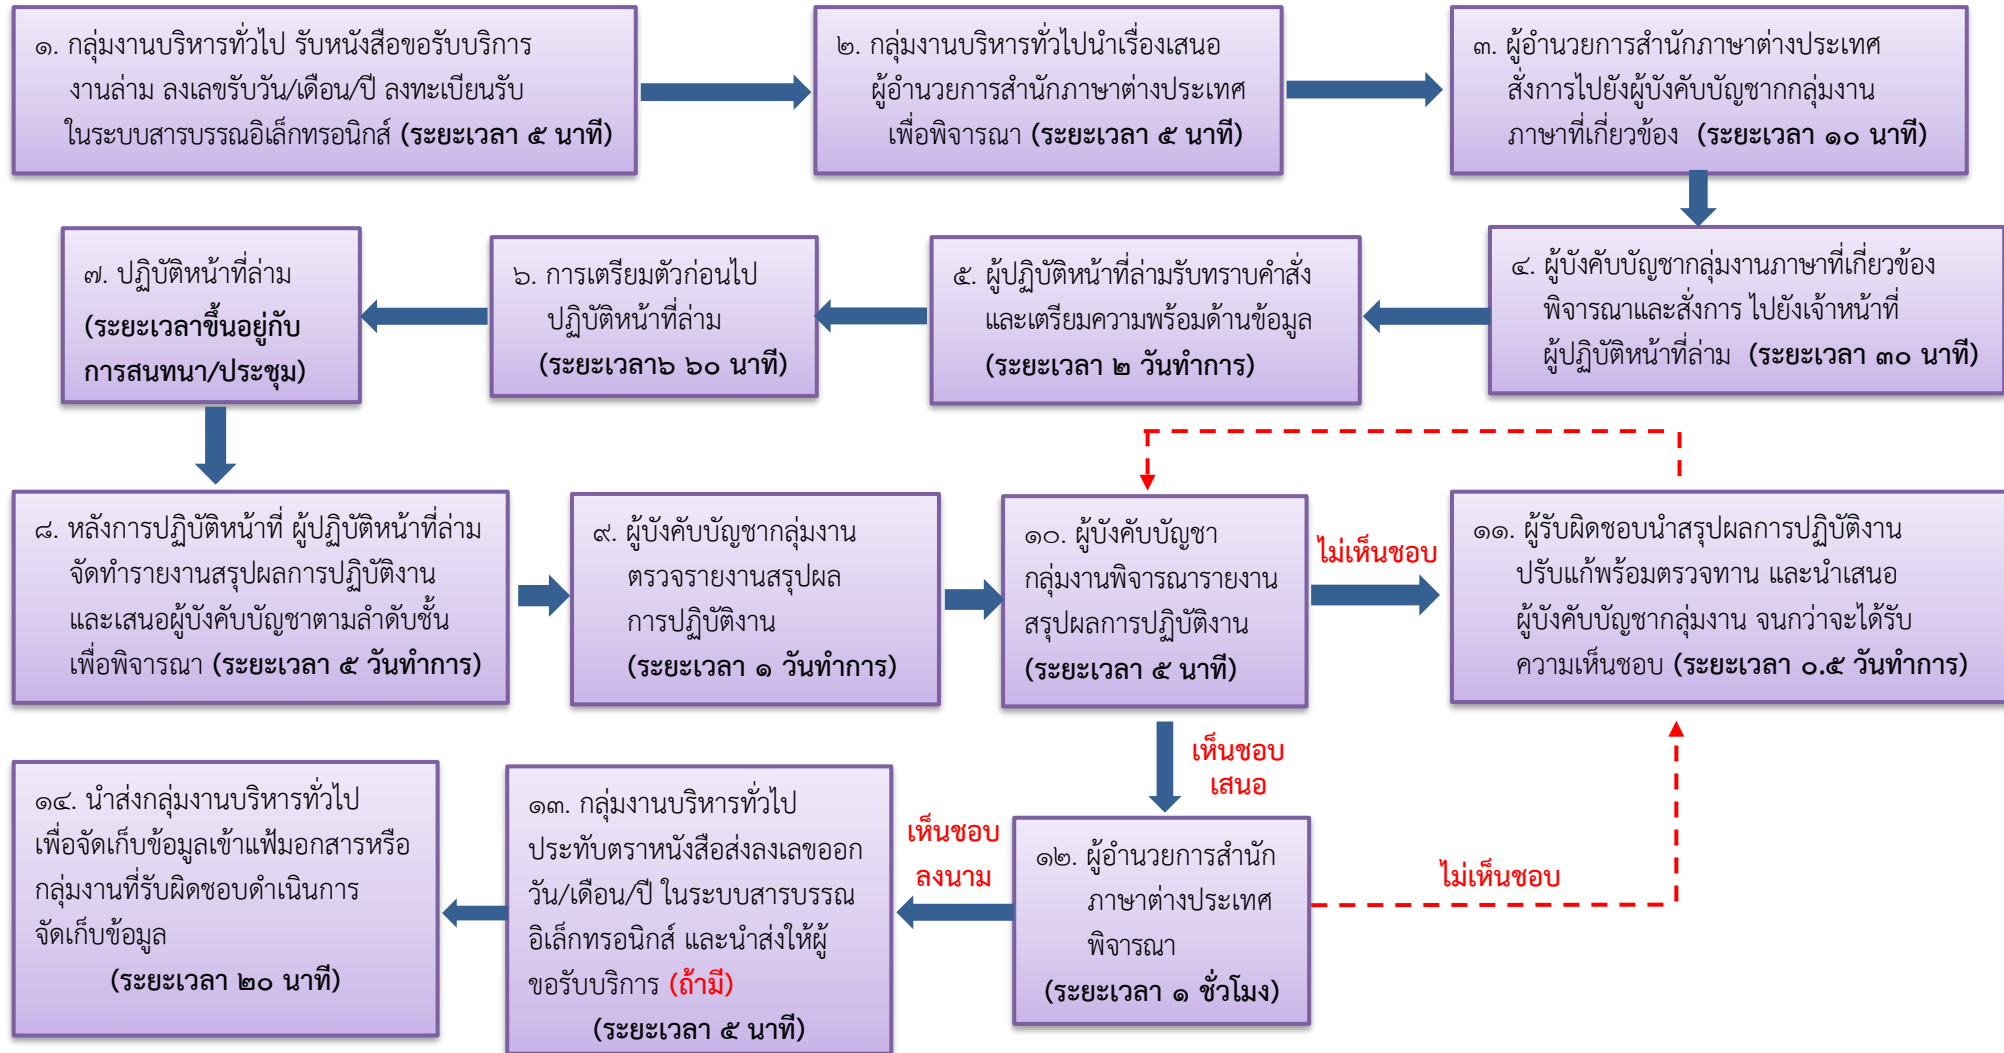 ๑. กลุ่มงานบริหารทั่วไป รับหนังสือขอรับบริการ
งานล่าม ลงเลขรับวัน/เดือน/ปี ลงทะเบียนรับ
ในระบบสารบรรณอิเล็กทรอนิกส์ (ระยะเวลา ๕ นาที)
๒. กลุ่มงานบริหารทั่วไปนำเรื่องเสนอ
ผู้อำนวยการสำนักภาษาต่างประเทศ
เพื่อพิจารณา (ระยะเวลา ๕ นาที)
๓. ผู้อำนวยการสำนักภาษาต่างประเทศ
สั่งการไปยังผู้บังคับบัญชากกลุ่มงาน
ภาษาที่เกี่ยวข้อง (ระยะเวลา ๑๐ นาที)
๔. ผู้บังคับบัญชากลุ่มงานภาษาที่เกี่ยวข้อง
พิจารณาและสั่งการ ไปยังเจ้าหน้าที่
ผู้ปฏิบัติหน้าที่ล่าม (ระยะเวลา ๓๐ นาที)
๕. ผู้ปฏิบัติหน้าที่ล่ามรับทราบคำสั่ง
และเตรียมความพร้อมด้านข้อมูล
(ระยะเวลา ๒ วันทำการ)
๖. การเตรียมตัวก่อนไป
ปฏิบัติหน้าที่ล่าม
(ระยะเวลา๖ ๖๐ นาที)
๗. ปฏิบัติหน้าที่ล่าม
(ระยะเวลาขึ้นอยู่กับ
การสนทนา/ประชุม)
๘. หลังการปฏิบัติหน้าที่ ผู้ปฏิบัติหน้าที่ล่าม
จัดทำรายงานสรุปผลการปฏิบัติงาน
และเสนอผู้บังคับบัญชาตามลำดับชั้น
เพื่อพิจารณา (ระยะเวลา ๕ วันทำการ)
๙. ผู้บังคับบัญชากลุ่มงาน
ตรวจรายงานสรุปผล
การปฏิบัติงาน
(ระยะเวลา ๑ วันทำการ)
๑๐. ผู้บังคับบัญชา
กลุ่มงานพิจารณารายงาน
สรุปผลการปฏิบัติงาน
(ระยะเวลา ๕ นาที)
ไม่เห็นชอบ
๑๑. ผู้รับผิดชอบนำสรุปผลการปฏิบัติงาน
ปรับแก้พร้อมตรวจทาน และนำเสนอ
ผู้บังคับบัญชากลุ่มงาน จนกว่าจะได้รับ
ความเห็นชอบ (ระยะเวลา ๐.๕ วันทำการ)
เห็นชอบ
เสนอ
๑๒. ผู้อำนวยการสำนัก
ภาษาต่างประเทศ
พิจารณา
(ระยะเวลา ๑ ชั่วโมง)
ไม่เห็นชอบ
เห็นชอบ
ลงนาม
๑๓. กลุ่มงานบริหารทั่วไป
ประทับตราหนังสือส่งลงเลขออก
วัน/เดือน/ปี ในระบบสารบรรณ
อิเล็กทรอนิกส์ และนำส่งให้ผู้
ขอรับบริการ (ถ้ามี)
(ระยะเวลา ๕ นาที)
๑๔. นำส่งกลุ่มงานบริหารทั่วไป
เพื่อจัดเก็บข้อมูลเข้าแฟ้มอกสารหรือ
กลุ่มงานที่รับผิดชอบดำเนินการ
จัดเก็บข้อมูล
(ระยะเวลา ๒๐ นาที)